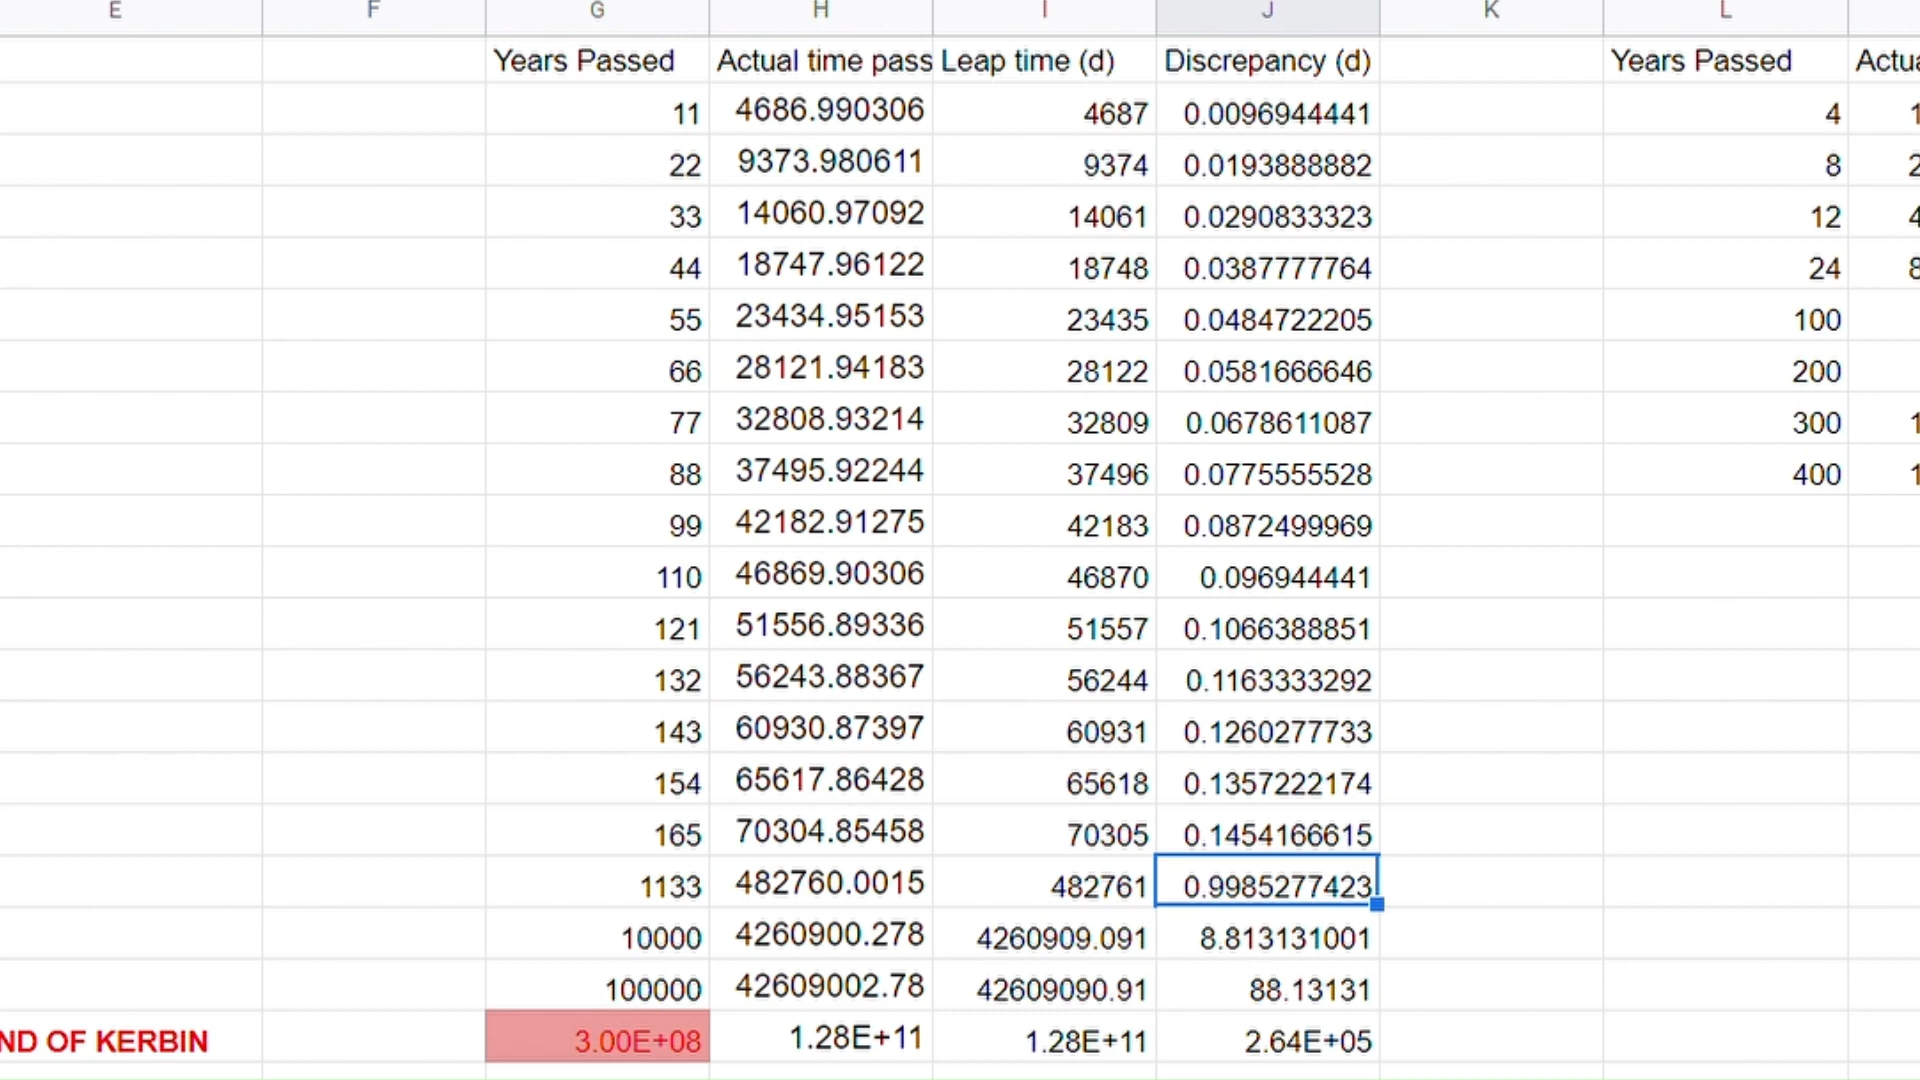 E F G H I J K L
Years Passed Actual time pass Leap time (d) Discrepancy (d) Years Passed Actua
11 4686.990306 4687 0.0096944441 4 1
22 9373.980611 9374 0.0193888882 8 2
33 14060.97092 14061 0.0290833323 12 4
44 18747.96122 18748 0.0387777764 24 8
55 23434.95153 23435 0.0484722205 100
66 28121.94183 28122 0.0581666646 200
77 32808.93214 32809 0.0678611087 300 1
88 37495.92244 37496 0.0775555528 400 1
99 42182.91275 42183 0.0872499969
110 46869.90306 46870 0.096944441
121 51556.89336 51557 0.1066388851
132 56243.88367 56244 0.1163333292
143 60930.87397 60931 0.1260277733
154 65617.86428 65618 0.1357222174
165 70304.85458 70305 0.1454166615
1133 482760.0015 482761 0.9985277423
10000 4260900.278 4260909.091 8.813131001
100000 42609002.78 42609090.91 88.13131
ND OF KERBIN 3.00E+08 1.28E+11 1.28E+11 2.64E+05